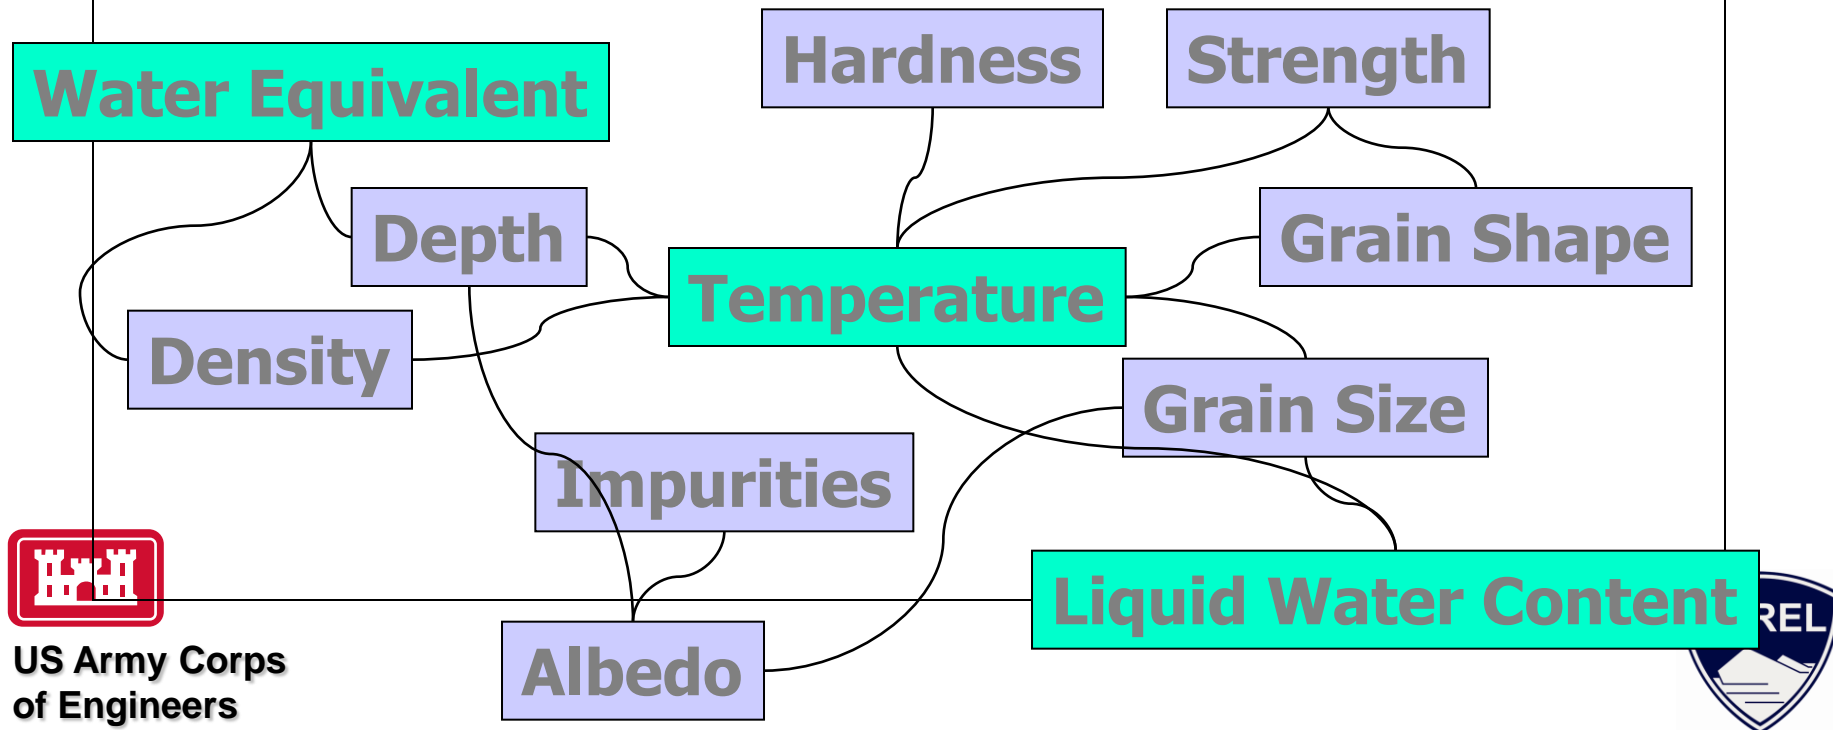 Hardness
Strength
Water Equivalent
Depth
Grain Shape
Temperature
Density
Grain Size
Impurities
Liquid Water Content
REL
Albedo
US Army Corps
of Engineers